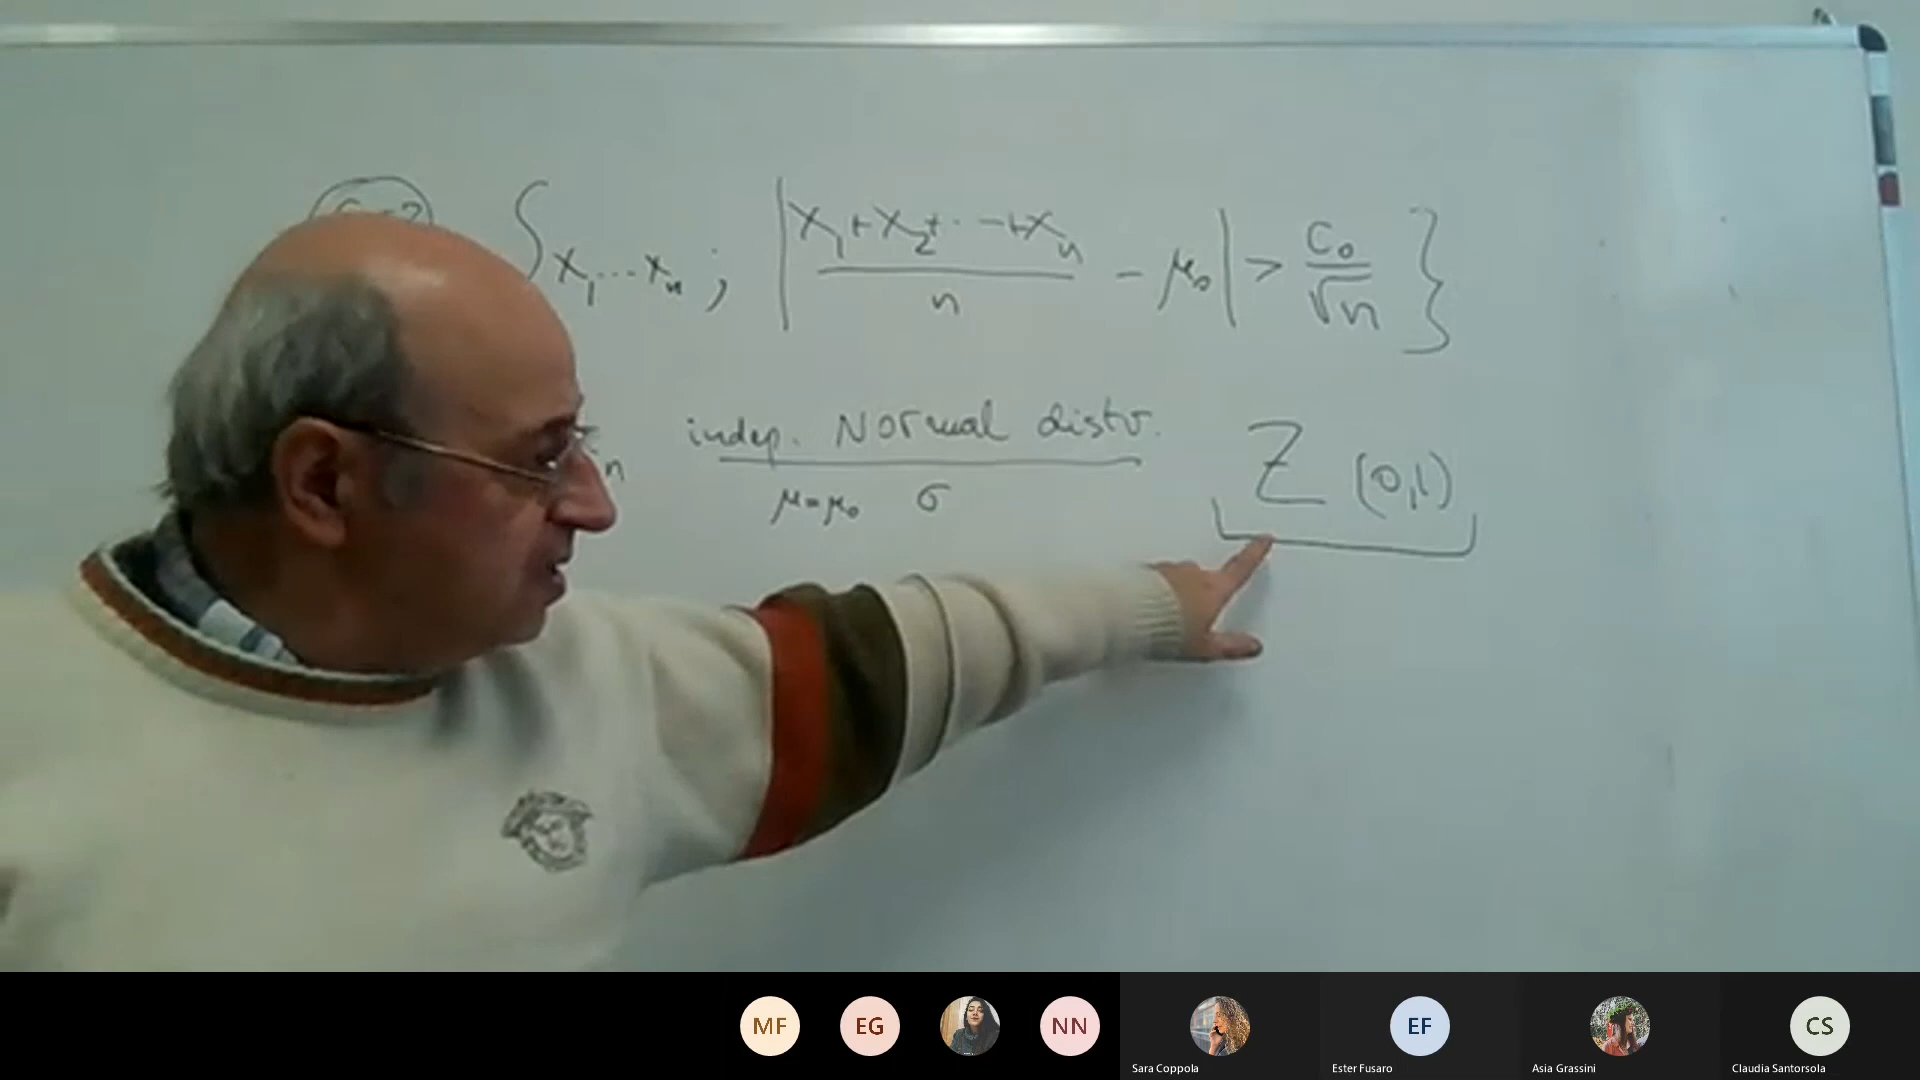 { x₁...xₙ ; | (x₁+x₂+...+xₙ)/n - μ₀ | > c₀/√n }
n indep. Normal distr. Z (0,1)
μ=μ₀ σ
MF EG NN EF CS
Sara Coppola Ester Fusaro Asia Grassini Claudia Santorsola